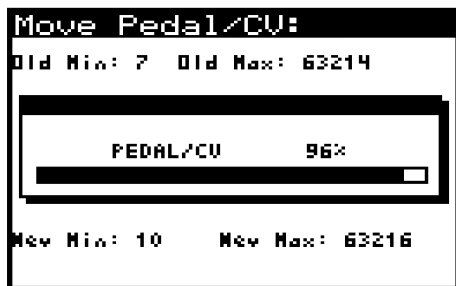 Move Pedal/CV:
Old Min: 7 Old Max: 63214
PEDAL/CV 96%
New Min: 10 New Max: 63216